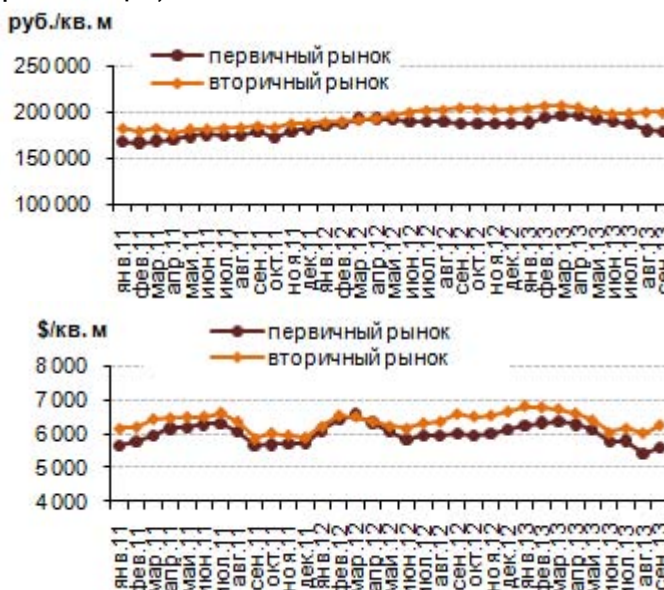 руб./кв. м
первичный рынок
вторичный рынок
250 000
200 000
150 000
100 000
янв.11
фев.11
мар.11
апр.11
май.11
июн.11
июл.11
авг.11
сен.11
окт.11
ноя.11
дек.11
янв.12
фев.12
мар.12
апр.12
май.12
июн.12
июл.12
авг.12
сен.12
окт.12
ноя.12
дек.12
янв.13
фев.13
мар.13
апр.13
май.13
июн.13
июл.13
авг.13
сен.13
$/кв. м
первичный рынок
вторичный рынок
8 000
7 000
6 000
5 000
4 000
янв.11
фев.11
мар.11
апр.11
май.11
июн.11
июл.11
авг.11
сен.11
окт.11
ноя.11
дек.11
янв.12
фев.12
мар.12
апр.12
май.12
июн.12
июл.12
авг.12
сен.12
окт.12
ноя.12
дек.12
янв.13
фев.13
мар.13
апр.13
май.13
июн.13
июл.13
авг.13
сен.13